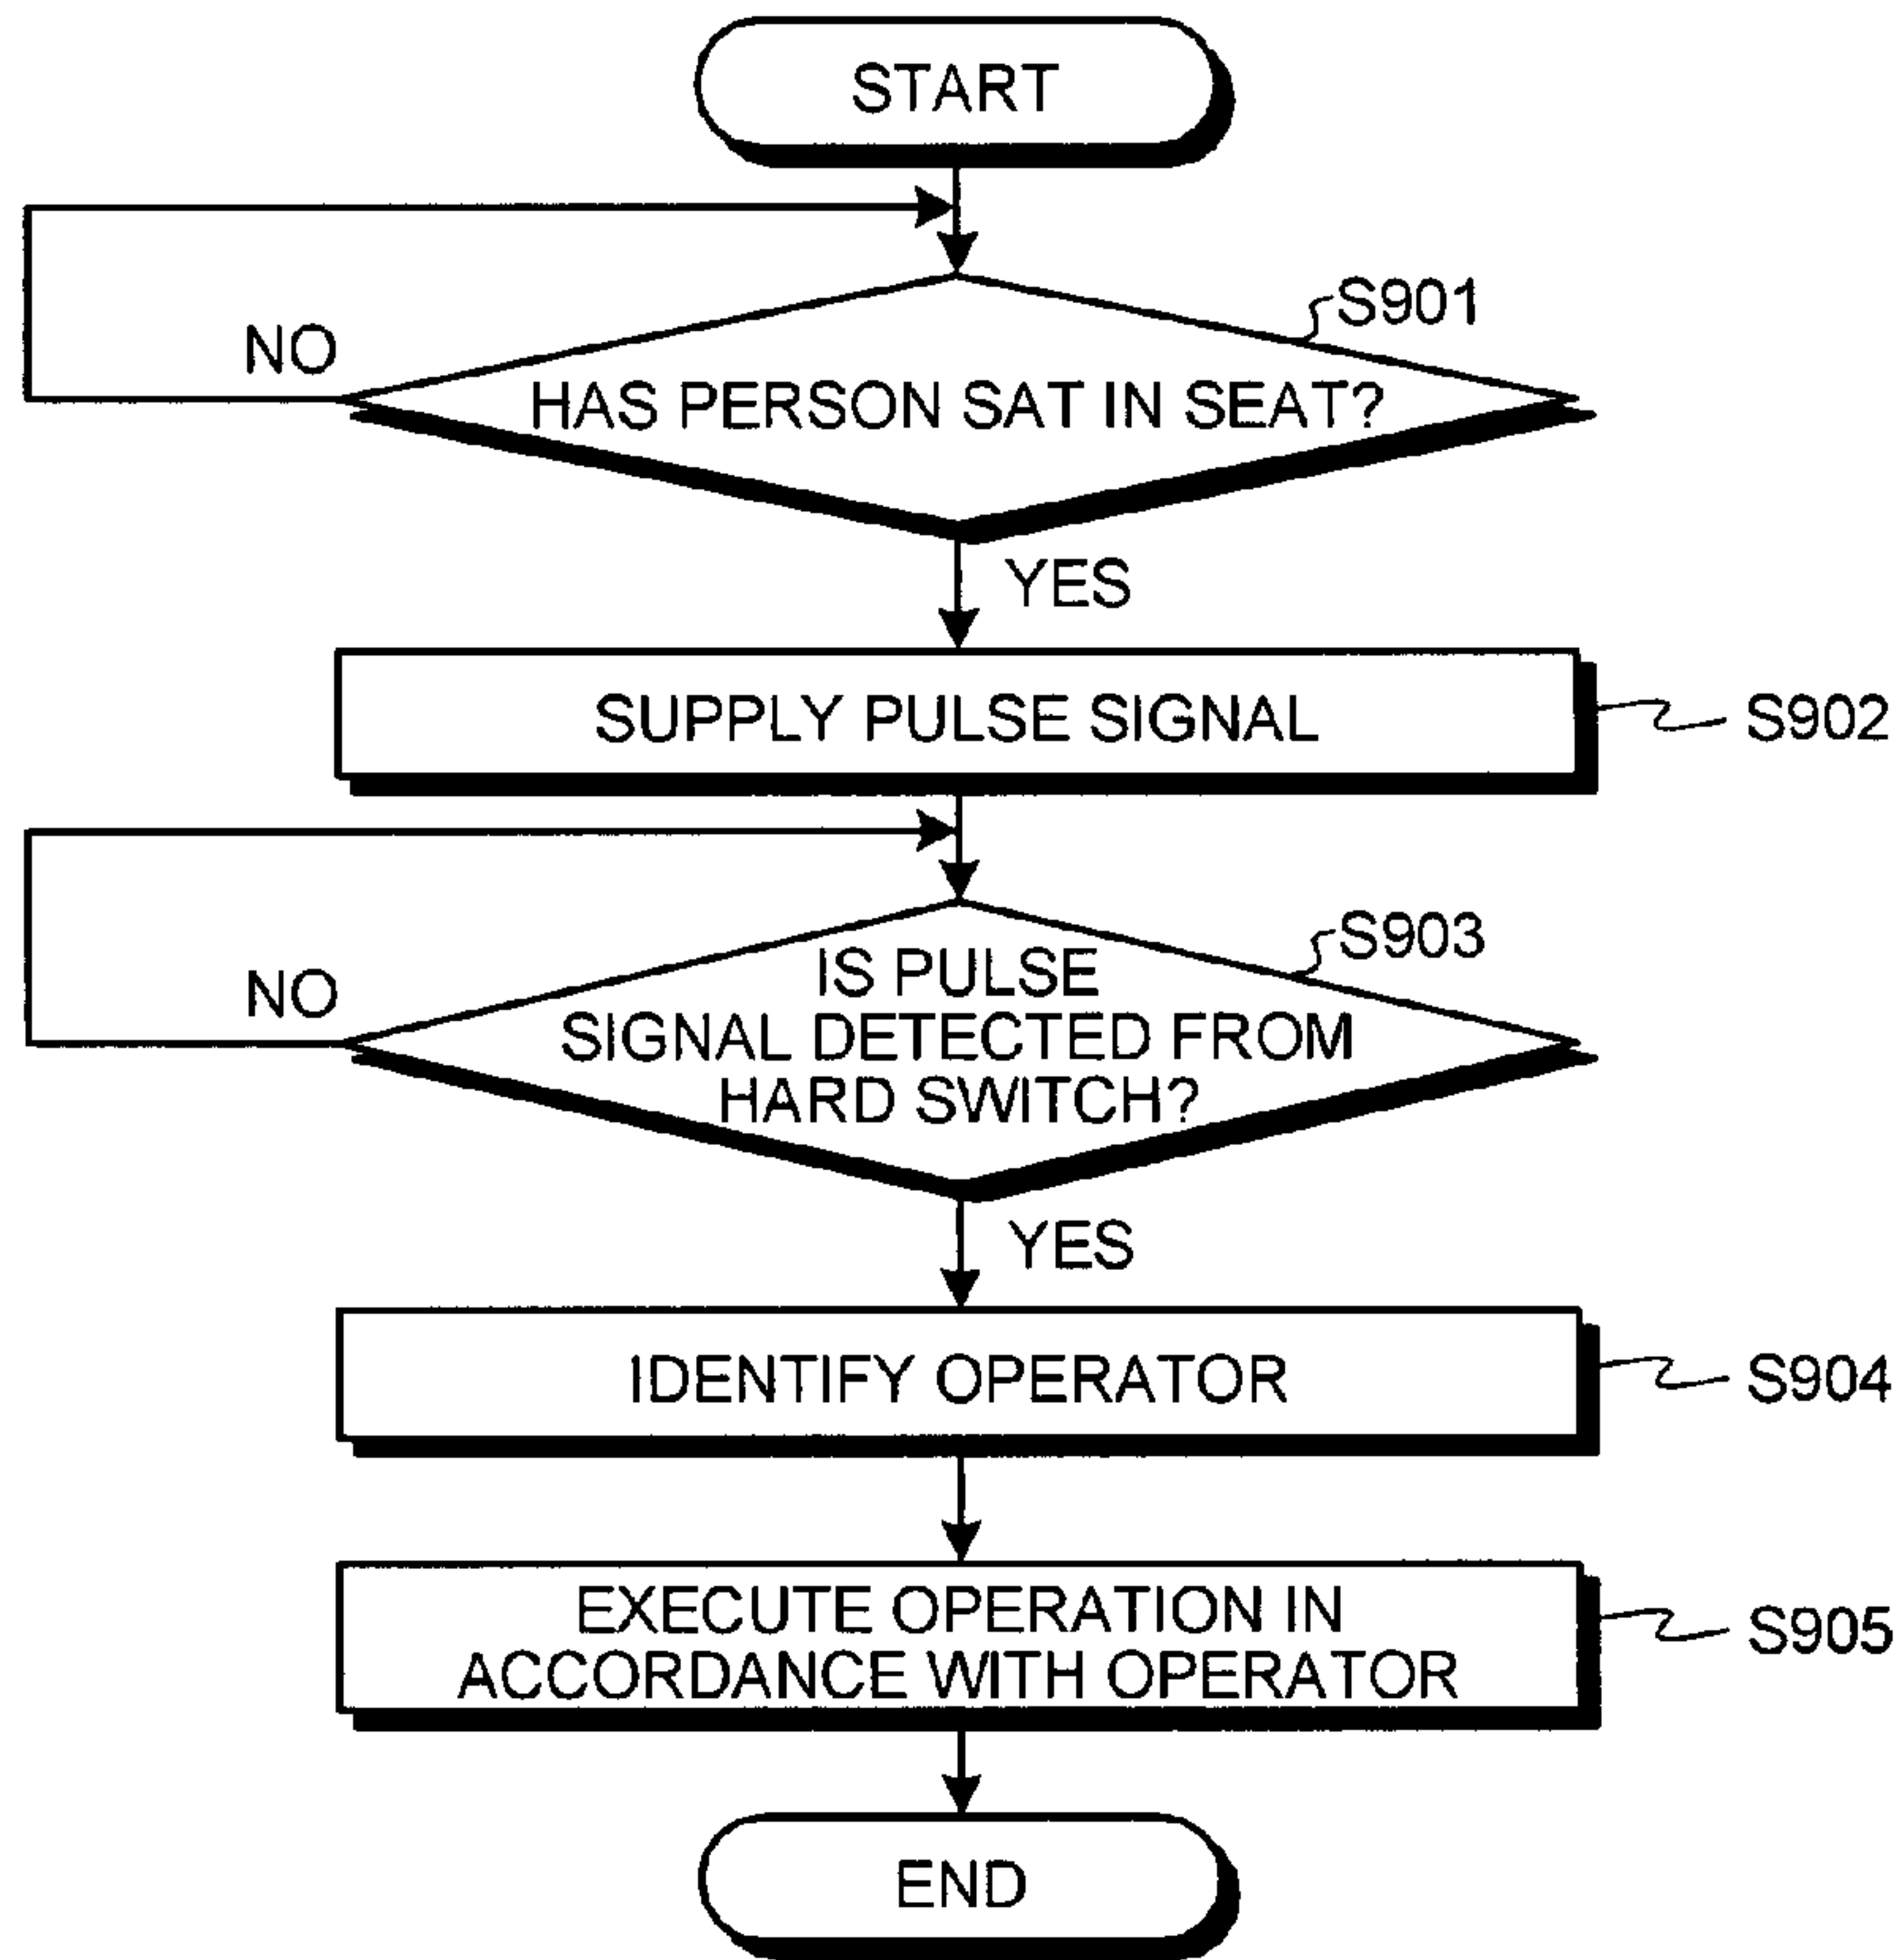 START
S901
NO
HAS PERSON SAT IN SEAT?
YES
SUPPLY PULSE SIGNAL
S902
S903
NO
IS PULSE
SIGNAL DETECTED FROM
HARD SWITCH?
YES
IDENTIFY OPERATOR
S904
EXECUTE OPERATION IN
ACCORDANCE WITH OPERATOR
S905
END